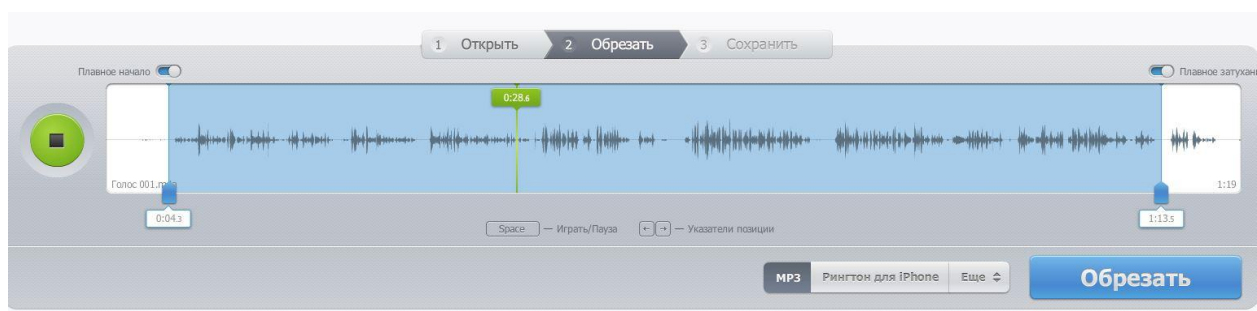 1 Открыть 2 Обрезать 3 Сохранить
Плавное начало Плавное затухан
0:28.6
Голос 001.m 1:19
0:04.3 1:13.5
Space — Играть/Пауза ← → — Указатели позиции
MP3 Рингтон для iPhone Еще Обрезать